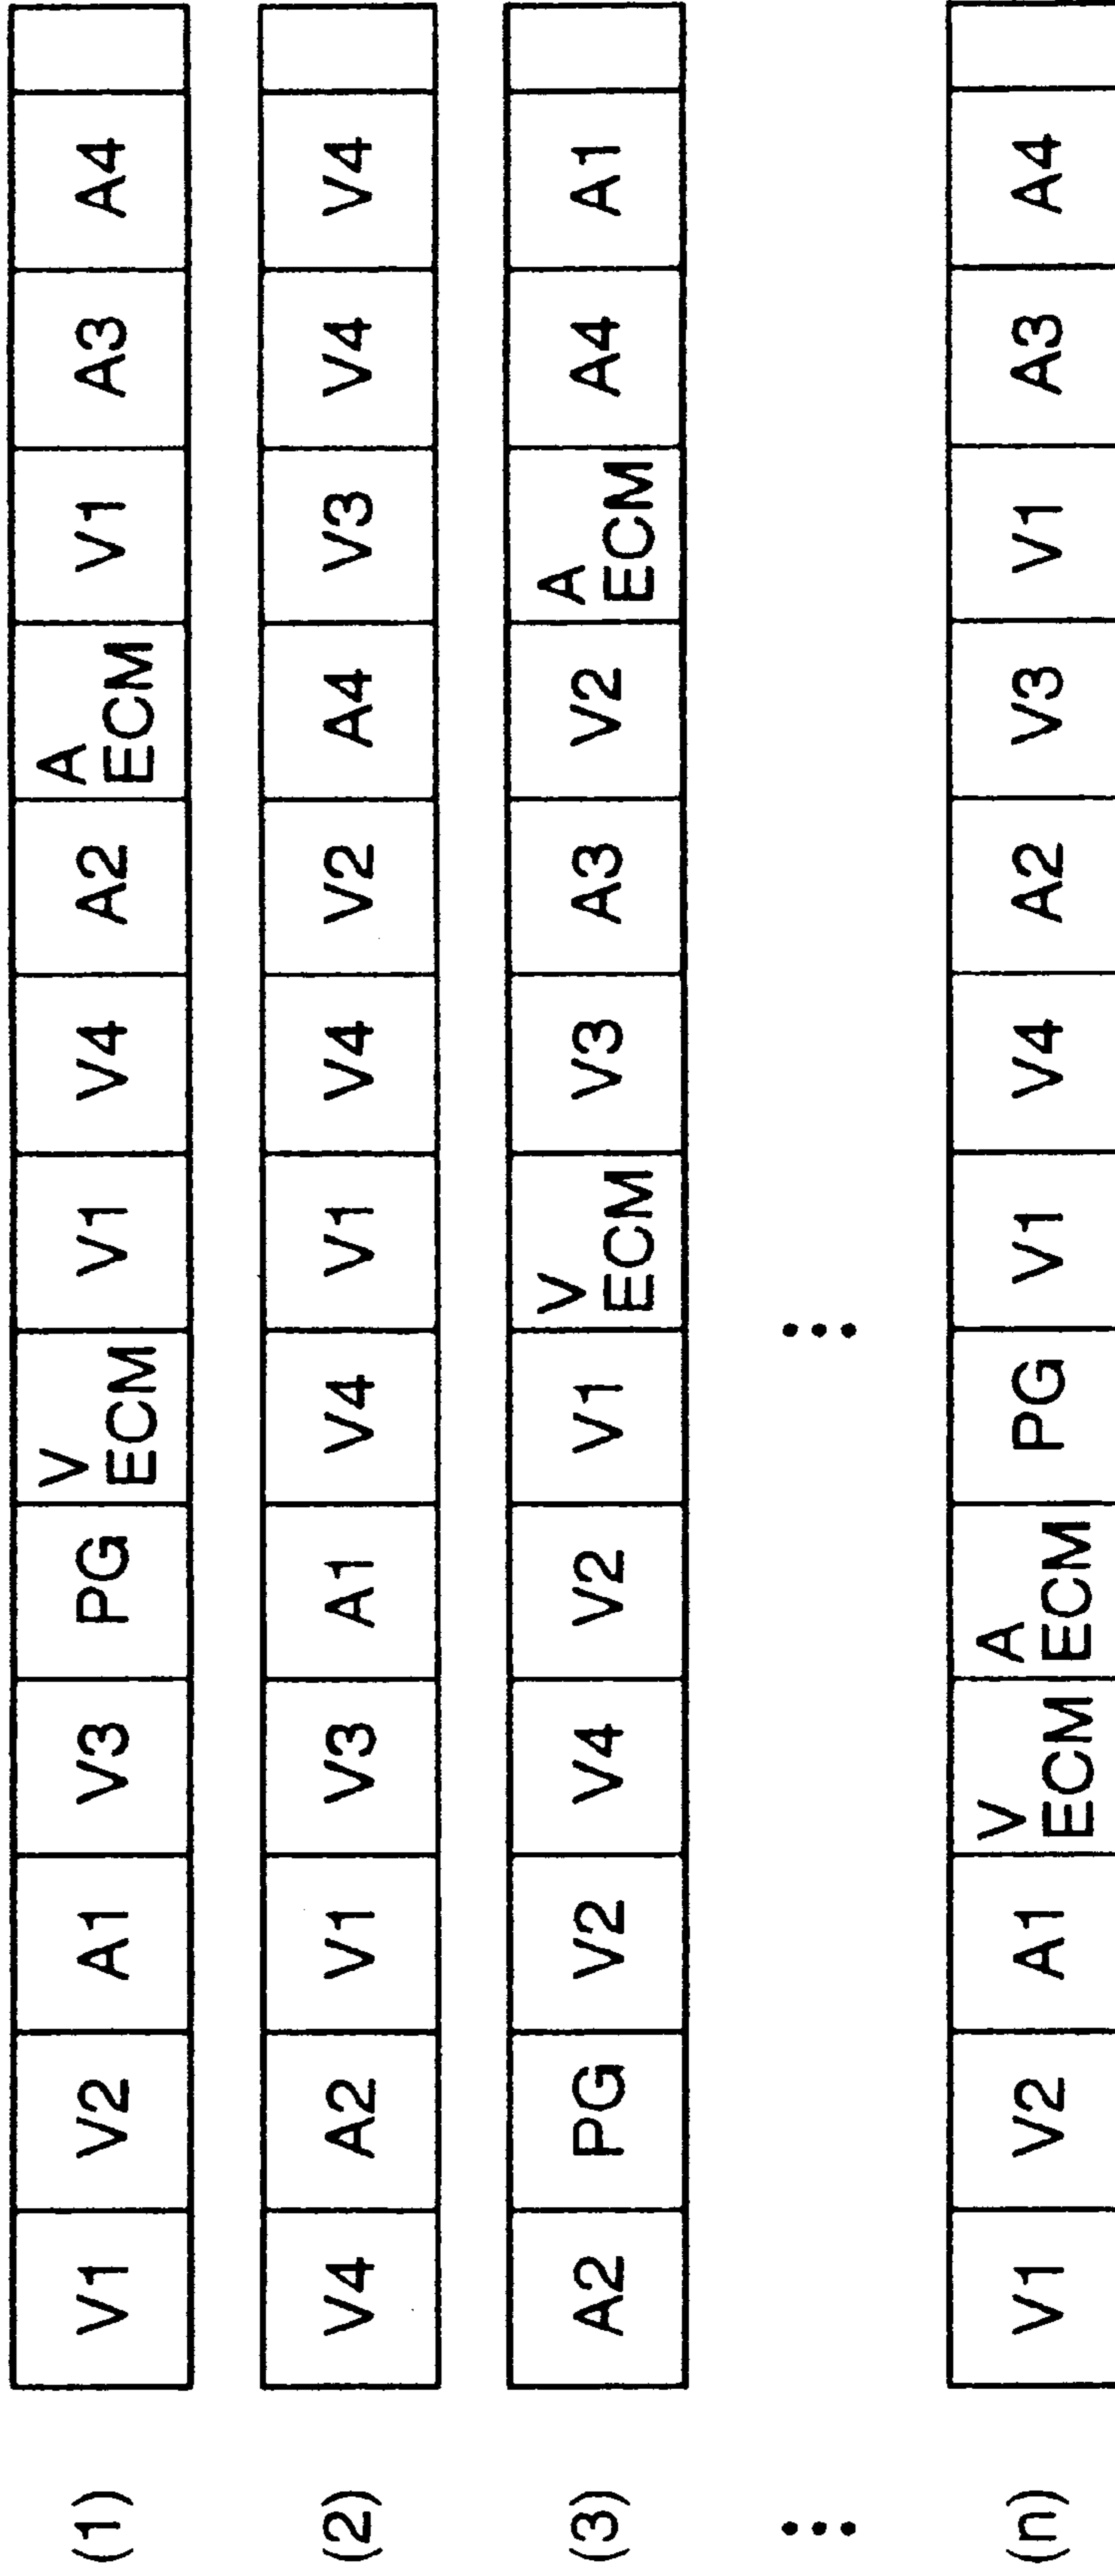 (1) V1 V2 A1 V3 PG V ECM V1 V4 A2 A ECM V1 A3 A4
(2) V4 A2 V1 V3 A1 V4 V1 V4 V2 A4 V3 V4 V4
(3) A2 PG V2 V4 V2 V1 V ECM V3 A3 V2 A ECM A4 A1
(n) V1 V2 A1 V ECM A ECM PG V1 V4 A2 V3 V1 A3 A4